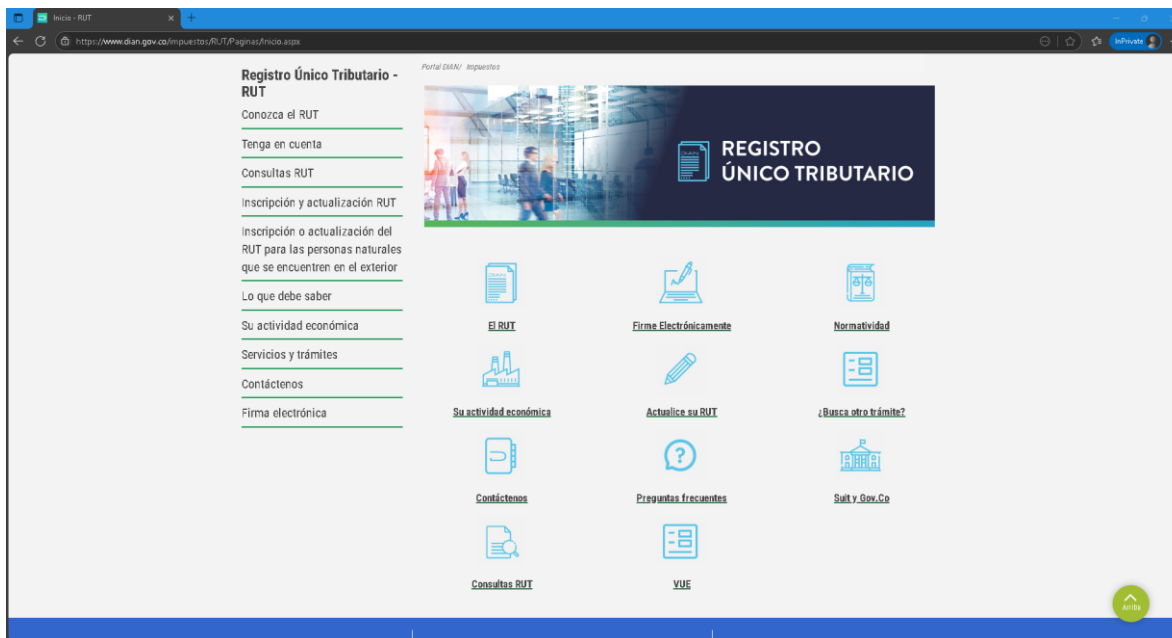 Inicio - RUT
https://www.dian.gov.co/impuestos/RUT/Paginas/Inicio.aspx
InPrivate
Registro Único Tributario -
RUT
Conozca el RUT
Tenga en cuenta
Consultas RUT
Inscripción y actualización RUT
Inscripción o actualización del
RUT para las personas naturales
que se encuentren en el exterior
Lo que debe saber
Su actividad económica
Servicios y trámites
Contáctenos
Firma electrónica
Portal DIAN/ Impuestos
REGISTRO
ÚNICO TRIBUTARIO
El RUT
Firme Electrónicamente
Normatividad
Su actividad económica
Actualice su RUT
¿Busca otro trámite?
Contáctenos
Preguntas frecuentes
Suit y Gov.Co
Consultas RUT
VUE
Arriba